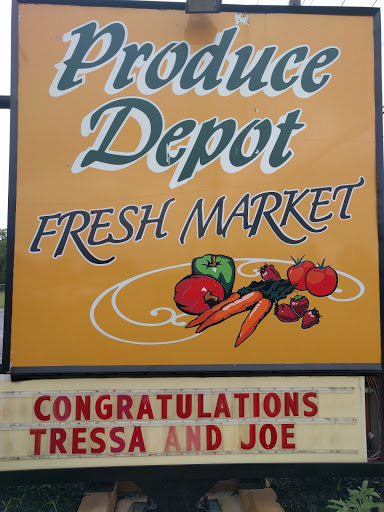 Produce
Depot
FRESH MARKET
CONGRATULATIONS
TRESSA AND JOE